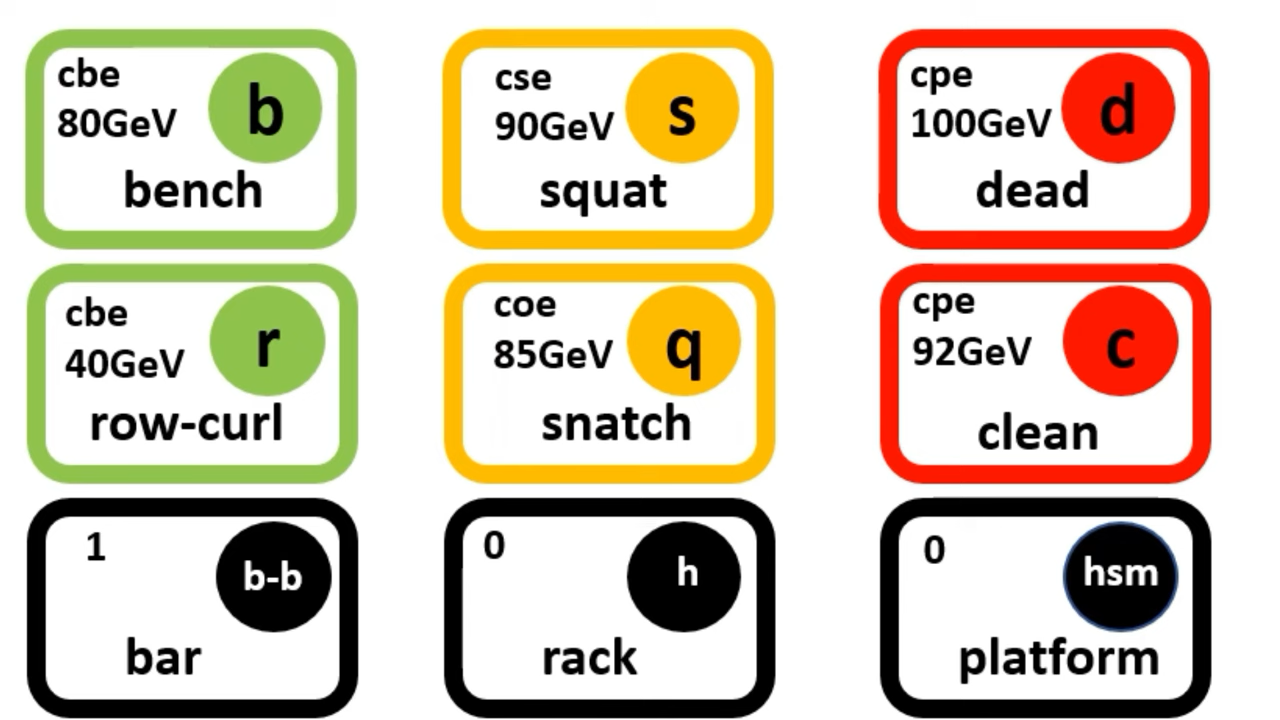 cbe
80GeV
b
bench
cse
90GeV
s
squat
cpe
100GeV
d
dead
cbe
40GeV
r
row-curl
coe
85GeV
q
snatch
cpe
92GeV
c
clean
1
b-b
bar
0
h
rack
0
hsm
platform